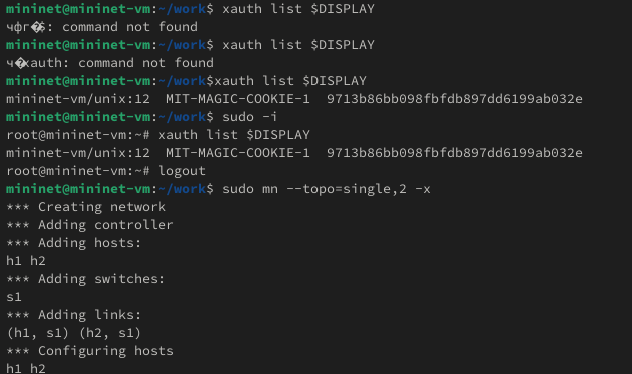 mininet@mininet-vm:~/work$ xauth list $DISPLAY
чфг�$: command not found
mininet@mininet-vm:~/work$ xauth list $DISPLAY
ч�xauth: command not found
mininet@mininet-vm:~/work$xauth list $DISPLAY
mininet-vm/unix:12 MIT-MAGIC-COOKIE-1 9713b86bb098fbfdb897dd6199ab032e
mininet@mininet-vm:~/work$ sudo -i
root@mininet-vm:~# xauth list $DISPLAY
mininet-vm/unix:12 MIT-MAGIC-COOKIE-1 9713b86bb098fbfdb897dd6199ab032e
root@mininet-vm:~# logout
mininet@mininet-vm:~/work$ sudo mn --topo=single,2 -x
*** Creating network
*** Adding controller
*** Adding hosts:
h1 h2
*** Adding switches:
s1
*** Adding links:
(h1, s1) (h2, s1)
*** Configuring hosts
h1 h2